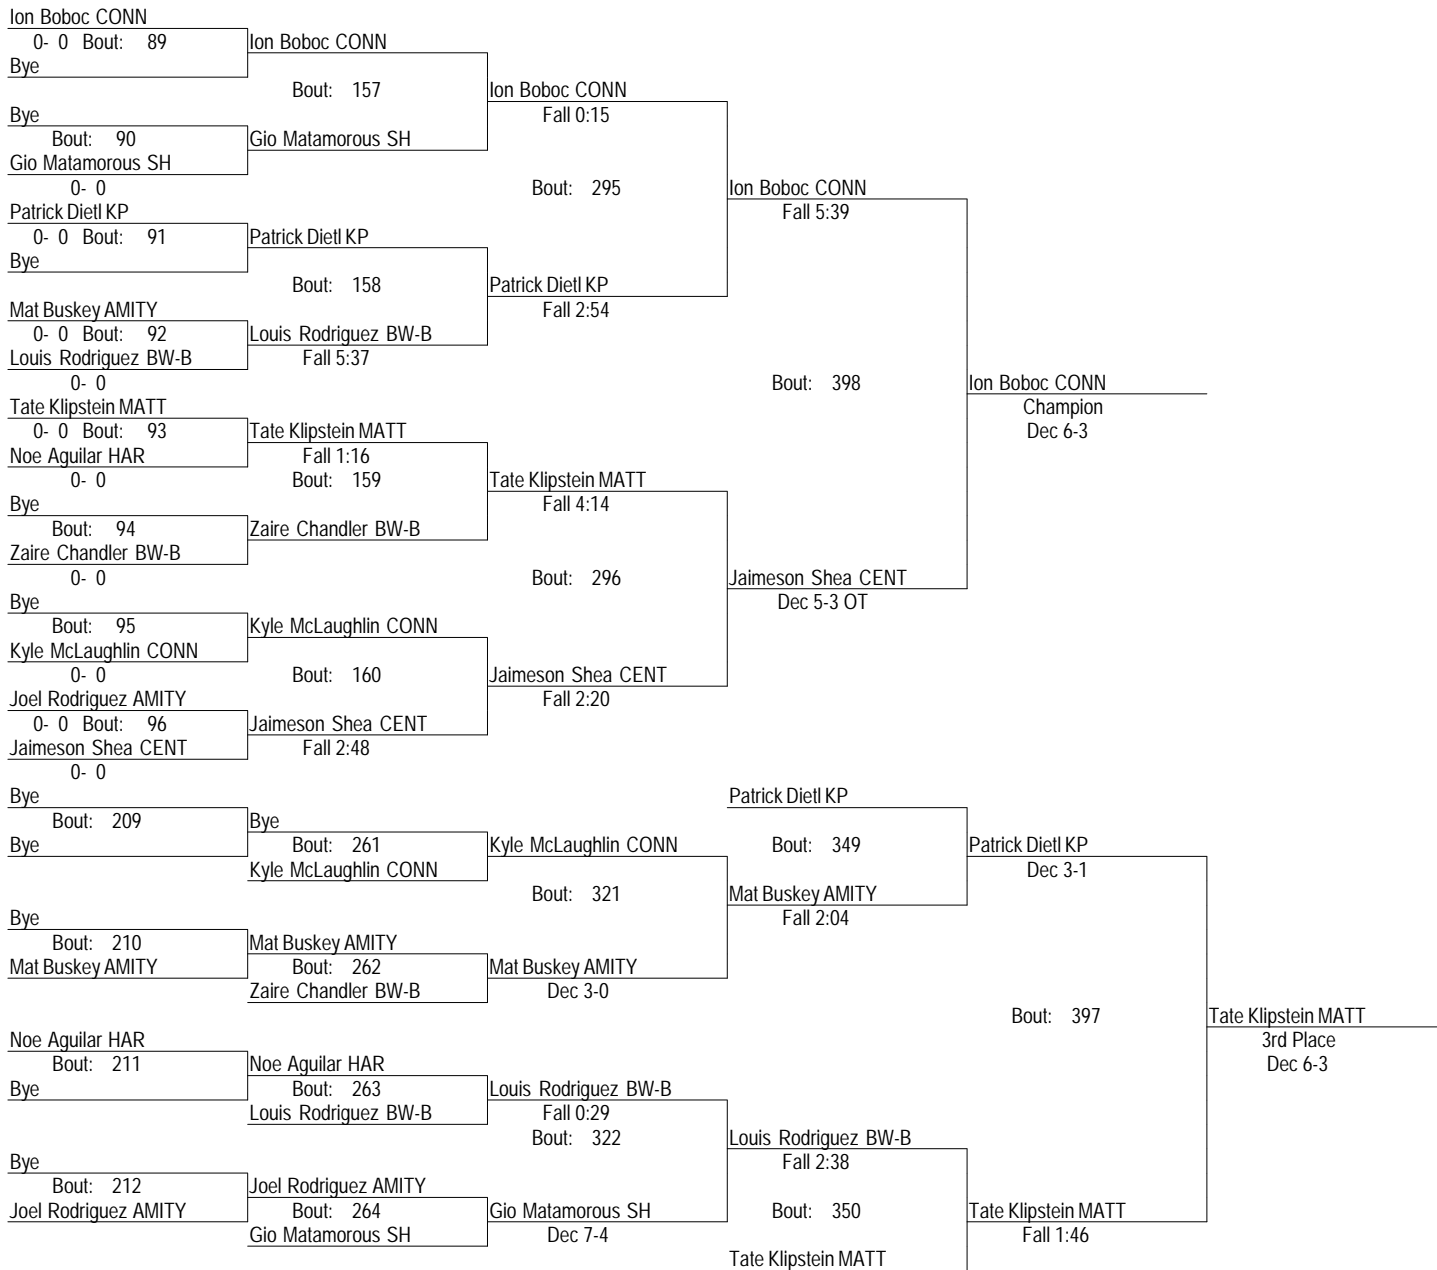 Ion Boboc CONN
0- 0 Bout: 89
Ion Boboc CONN
Bye
Bout: 157
Ion Boboc CONN
Bye
Fall 0:15
Bout: 90
Gio Matamorous SH
Gio Matamorous SH
0- 0
Bout: 295
Ion Boboc CONN
Patrick Dietl KP
Fall 5:39
0- 0 Bout: 91
Patrick Dietl KP
Bye
Bout: 158
Patrick Dietl KP
Mat Buskey AMITY
Fall 2:54
0- 0 Bout: 92
Louis Rodriguez BW-B
Louis Rodriguez BW-B
Fall 5:37
0- 0
Bout: 398
Ion Boboc CONN
Tate Klipstein MATT
Champion
0- 0 Bout: 93
Tate Klipstein MATT
Dec 6-3
Noe Aguilar HAR
Fall 1:16
0- 0
Bout: 159
Tate Klipstein MATT
Bye
Fall 4:14
Bout: 94
Zaire Chandler BW-B
Zaire Chandler BW-B
0- 0
Bout: 296
Jaimeson Shea CENT
Bye
Dec 5-3 OT
Bout: 95
Kyle McLaughlin CONN
Kyle McLaughlin CONN
0- 0
Bout: 160
Jaimeson Shea CENT
Joel Rodriguez AMITY
Fall 2:20
0- 0 Bout: 96
Jaimeson Shea CENT
Jaimeson Shea CENT
Fall 2:48
0- 0
Bye
Patrick Dietl KP
Bout: 209
Bye
Bye
Bout: 261
Kyle McLaughlin CONN
Bout: 349
Patrick Dietl KP
Kyle McLaughlin CONN
Dec 3-1
Bout: 321
Mat Buskey AMITY
Bye
Fall 2:04
Bout: 210
Mat Buskey AMITY
Mat Buskey AMITY
Bout: 262
Mat Buskey AMITY
Zaire Chandler BW-B
Dec 3-0
Bout: 397
Tate Klipstein MATT
Noe Aguilar HAR
3rd Place
Bout: 211
Noe Aguilar HAR
Dec 6-3
Bye
Bout: 263
Louis Rodriguez BW-B
Louis Rodriguez BW-B
Fall 0:29
Bout: 322
Louis Rodriguez BW-B
Bye
Fall 2:38
Bout: 212
Joel Rodriguez AMITY
Joel Rodriguez AMITY
Bout: 264
Gio Matamorous SH
Bout: 350
Tate Klipstein MATT
Gio Matamorous SH
Dec 7-4
Fall 1:46
Tate Klipstein MATT